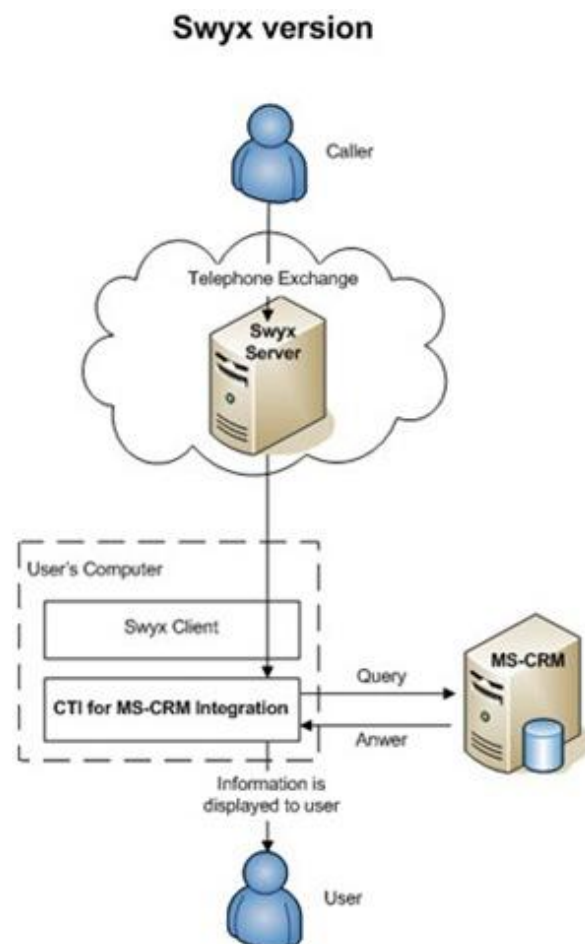 Swyx version
Caller
Telephone Exchange
Swyx
Server
User's Computer
Swyx Client
CTI for MS-CRM Integration
Query
Anwer
MS-CRM
Information is
displayed to user
User